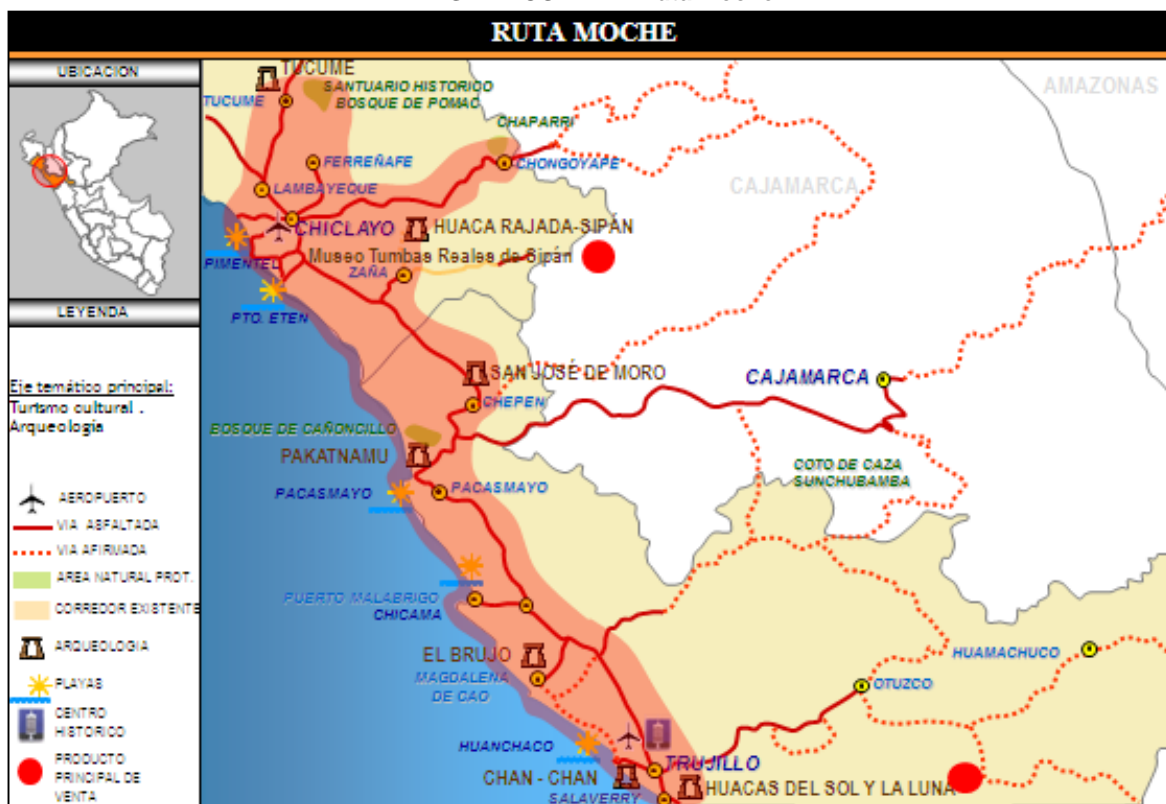 RUTA MOCHE
UBICACION
LEYENDA
Eje temático principal:
Turismo cultural .
Arqueología
AEROPUERTO
VIA ASFALTADA
VIA AFIRMADA
AREA NATURAL PROT.
CORREDOR EXISTENTE
ARQUEOLOGIA
PLAYAS
CENTRO
HISTORICO
PRODUCTO
PRINCIPAL DE
VENTA
TUCUME
TUCUME
SANTUARIO HISTORICO
BOSQUE DE POMAC
AMAZONAS
CHAPARRI
FERREÑAFE
CHONGOYAPE
LAMBAYEQUE
CAJAMARCA
CHICLAYO
HUACA RAJADA-SIPÁN
PIMENTEL
Museo Tumbas Reales de Sipán
ZAÑA
PTO. ETEN
SAN JOSÉ DE MORO
CAJAMARCA
CHEPEN
BOSQUE DE CAÑONCILLO
PAKATNAMU
COTO DE CAZA
SUNCHUBAMBA
PACASMAYO
PACASMAYO
PUERTO MALABRIGO
CHICAMA
EL BRUJO
MAGDALENA
DE CAO
HUAMACHUCO
OTUZCO
HUANCHACO
TRUJILLO
CHAN - CHAN
HUACAS DEL SOL Y LA LUNA
SALAVERRY